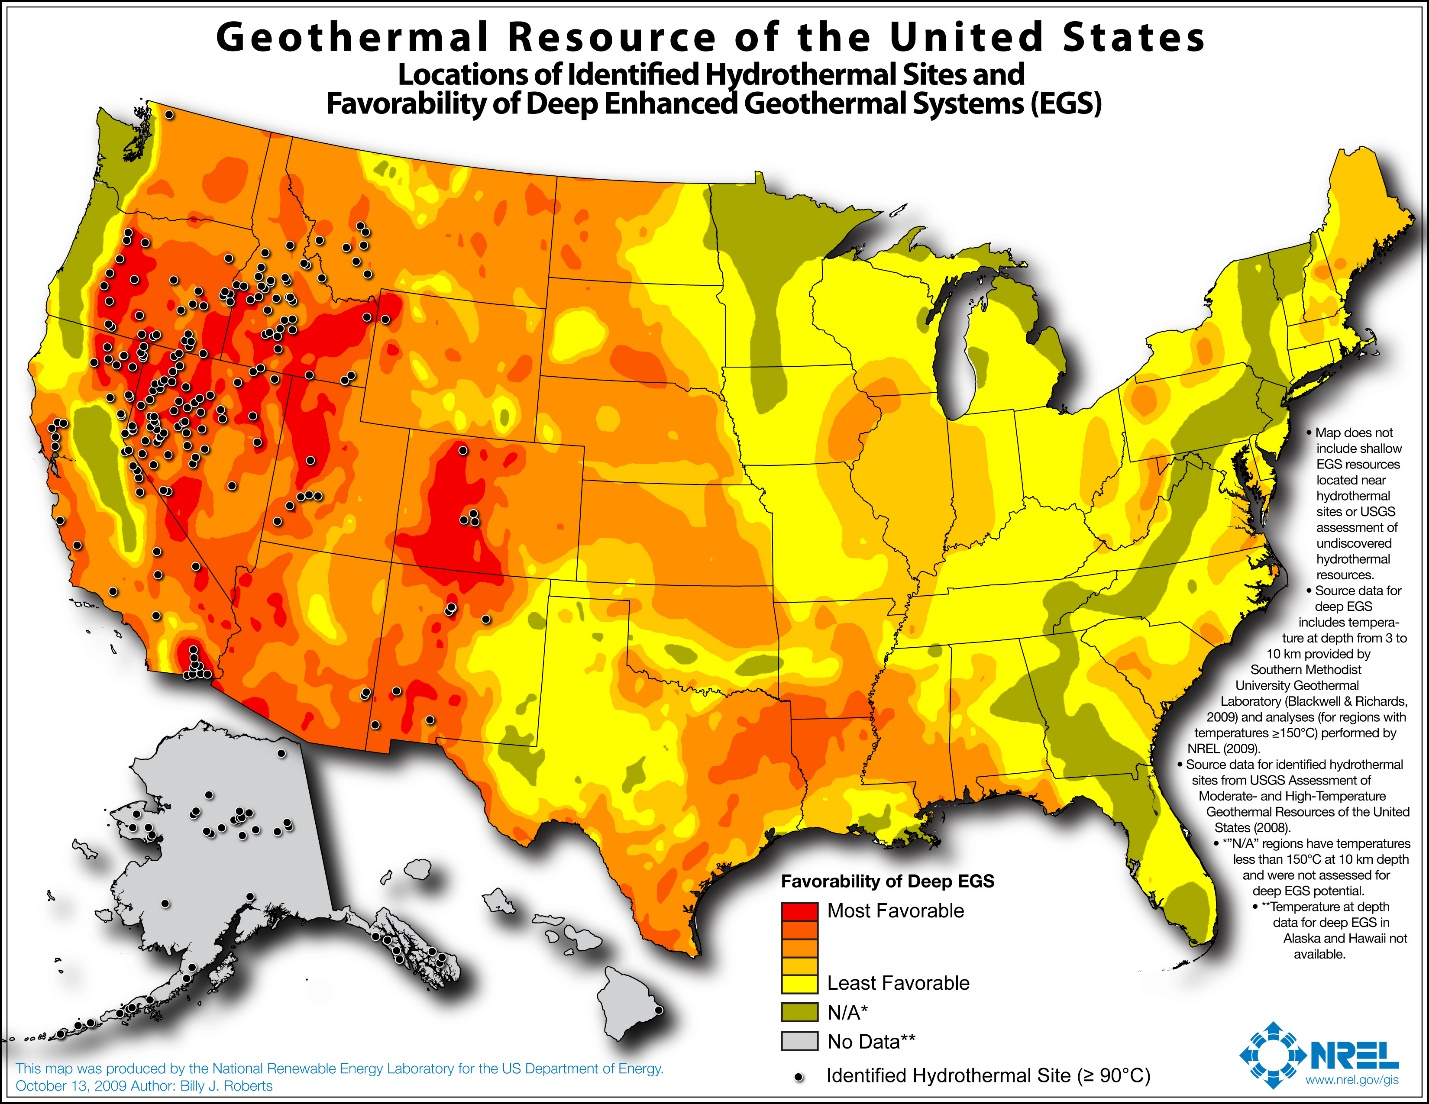 Geothermal Resource of the United States
Locations of Identified Hydrothermal Sites and
Favorability of Deep Enhanced Geothermal Systems (EGS)
• Map does not
include shallow
EGS resources
located near
hydrothermal
sites or USGS
assessment of
undiscovered
hydrothermal
resources.
• Source data for
deep EGS
includes tempera-
ture at depth from 3 to
10 km provided by
Southern Methodist
University Geothermal
Laboratory (Blackwell & Richards,
2009) and analyses (for regions with
temperatures ≥150°C) performed by
NREL (2009).
• Source data for identified hydrothermal
sites from USGS Assessment of
Moderate- and High-Temperature
Geothermal Resources of the United
States (2008).
• *"N/A" regions have temperatures
less than 150°C at 10 km depth
and were not assessed for
deep EGS potential.
• **Temperature at depth
data for deep EGS in
Alaska and Hawaii not
available.
Favorability of Deep EGS
Most Favorable
Least Favorable
N/A*
No Data**
Identified Hydrothermal Site (≥ 90°C)
This map was produced by the National Renewable Energy Laboratory for the US Department of Energy.
October 13, 2009 Author: Billy J. Roberts
NREL
www.nrel.gov/gis